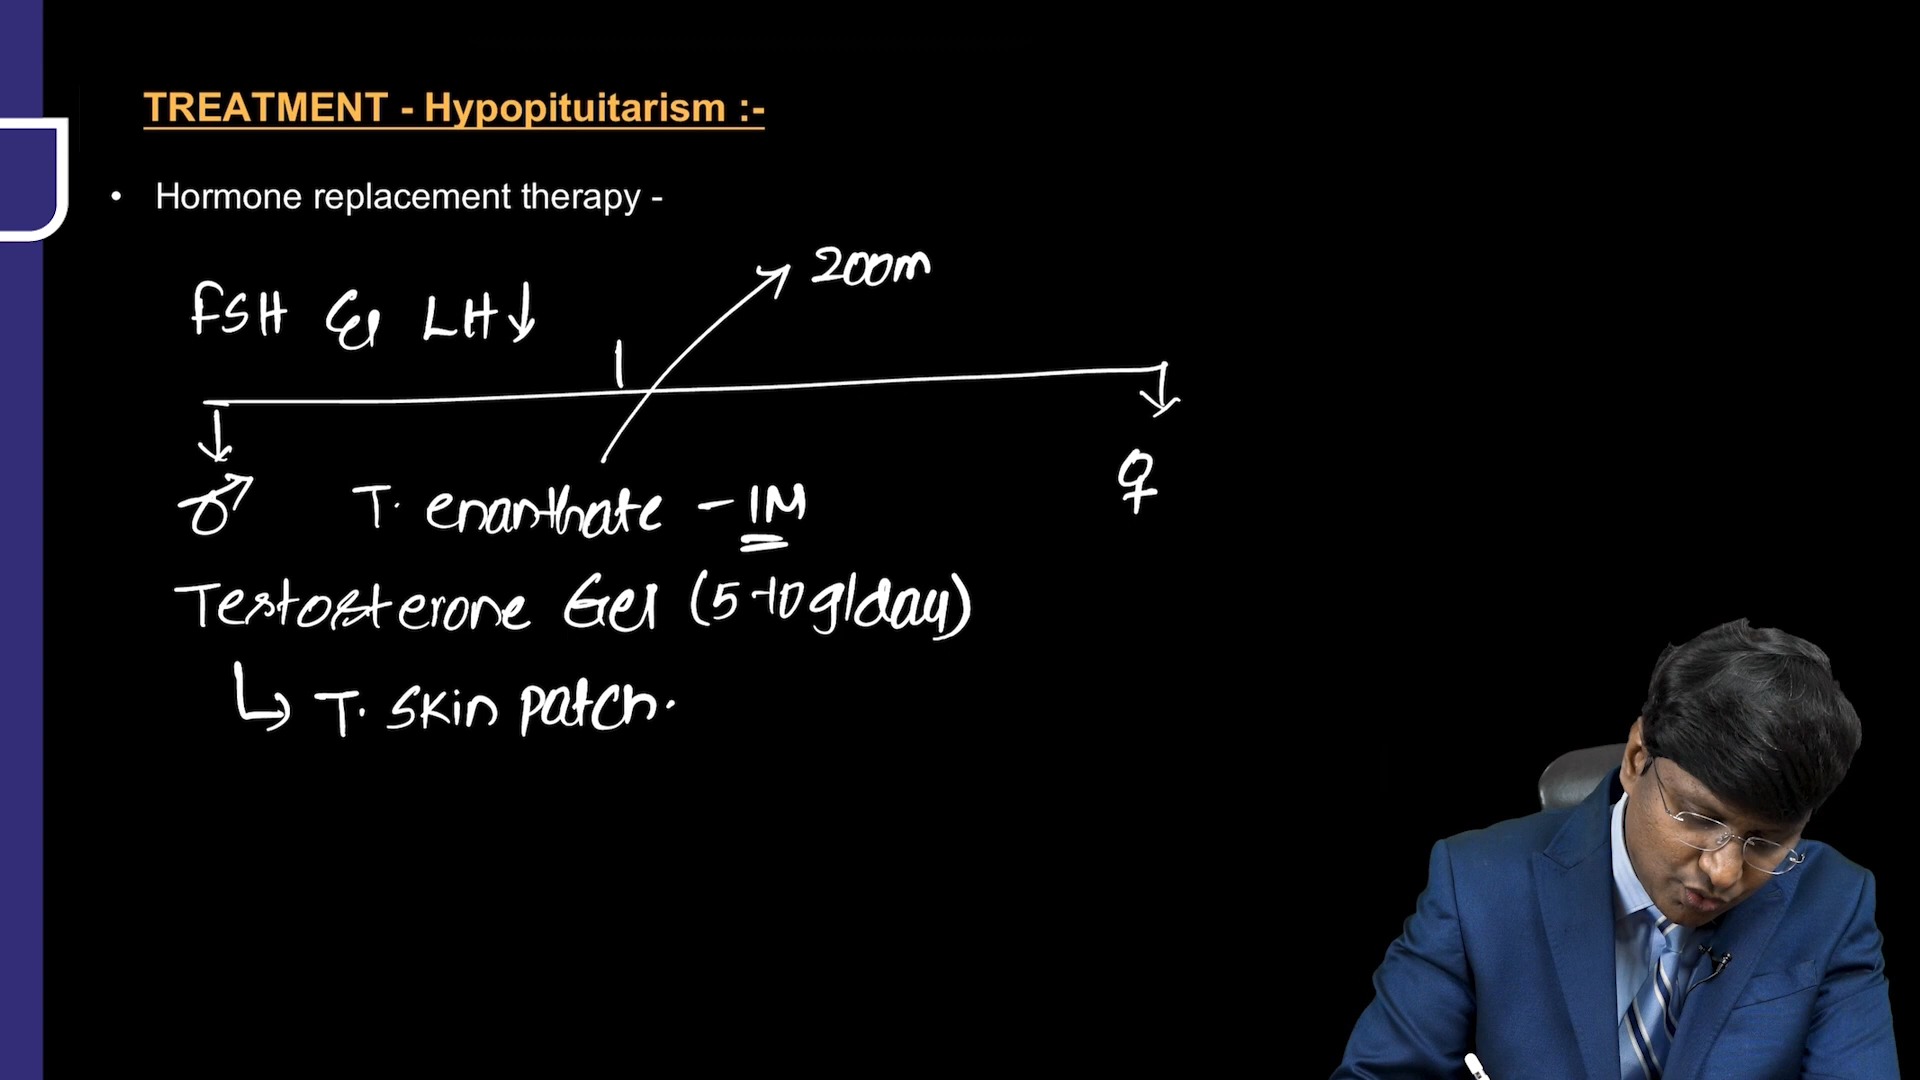 TREATMENT - Hypopituitarism :-
• Hormone replacement therapy -
200m
FSH & LH↓
♂ T. enanthate - IM ♀
Testosterone Gel (5-10g/day)
↳ T. skin patch.